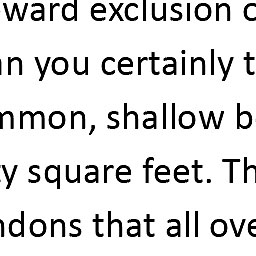 ward exclusion o
n you certainly t
mmon, shallow b
y square feet. Th
ndons that all ove